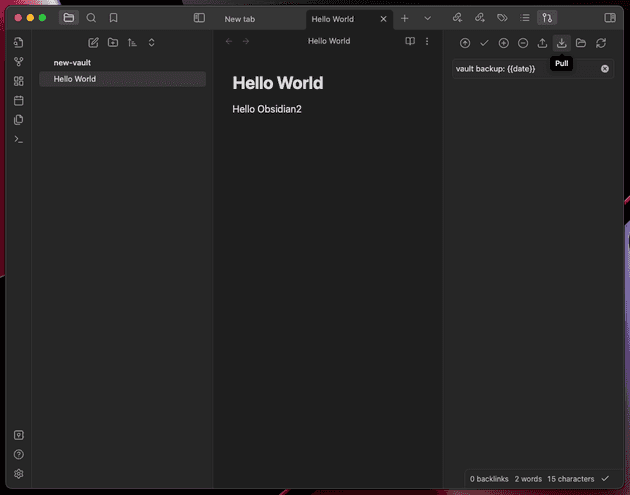 New tab
Hello World
Hello World
Pull
new-vault
Hello World
vault backup: {{date}}
Hello World
Hello Obsidian2
0 backlinks 2 words 15 characters